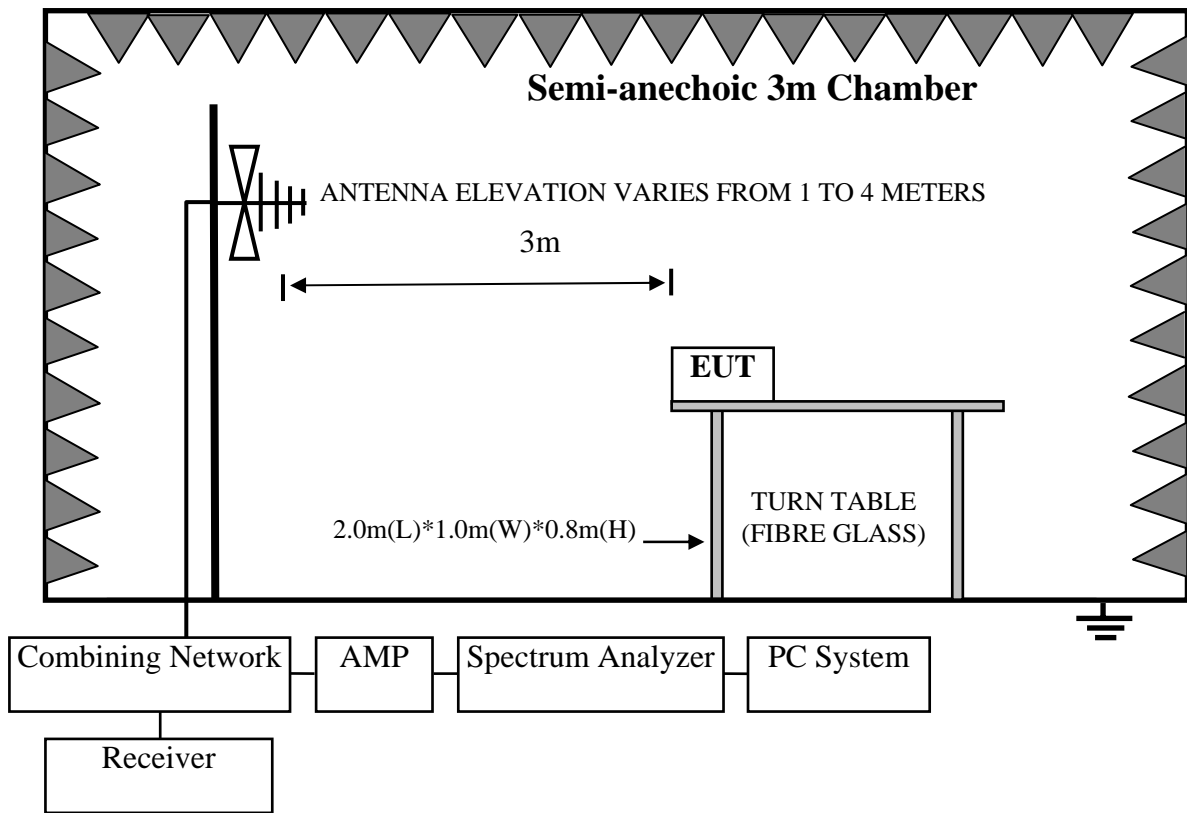 Semi-anechoic 3m Chamber
ANTENNA ELEVATION VARIES FROM 1 TO 4 METERS
3m
EUT
2.0m(L)*1.0m(W)*0.8m(H)
TURN TABLE
(FIBRE GLASS)
Combining Network
AMP
Spectrum Analyzer
PC System
Receiver